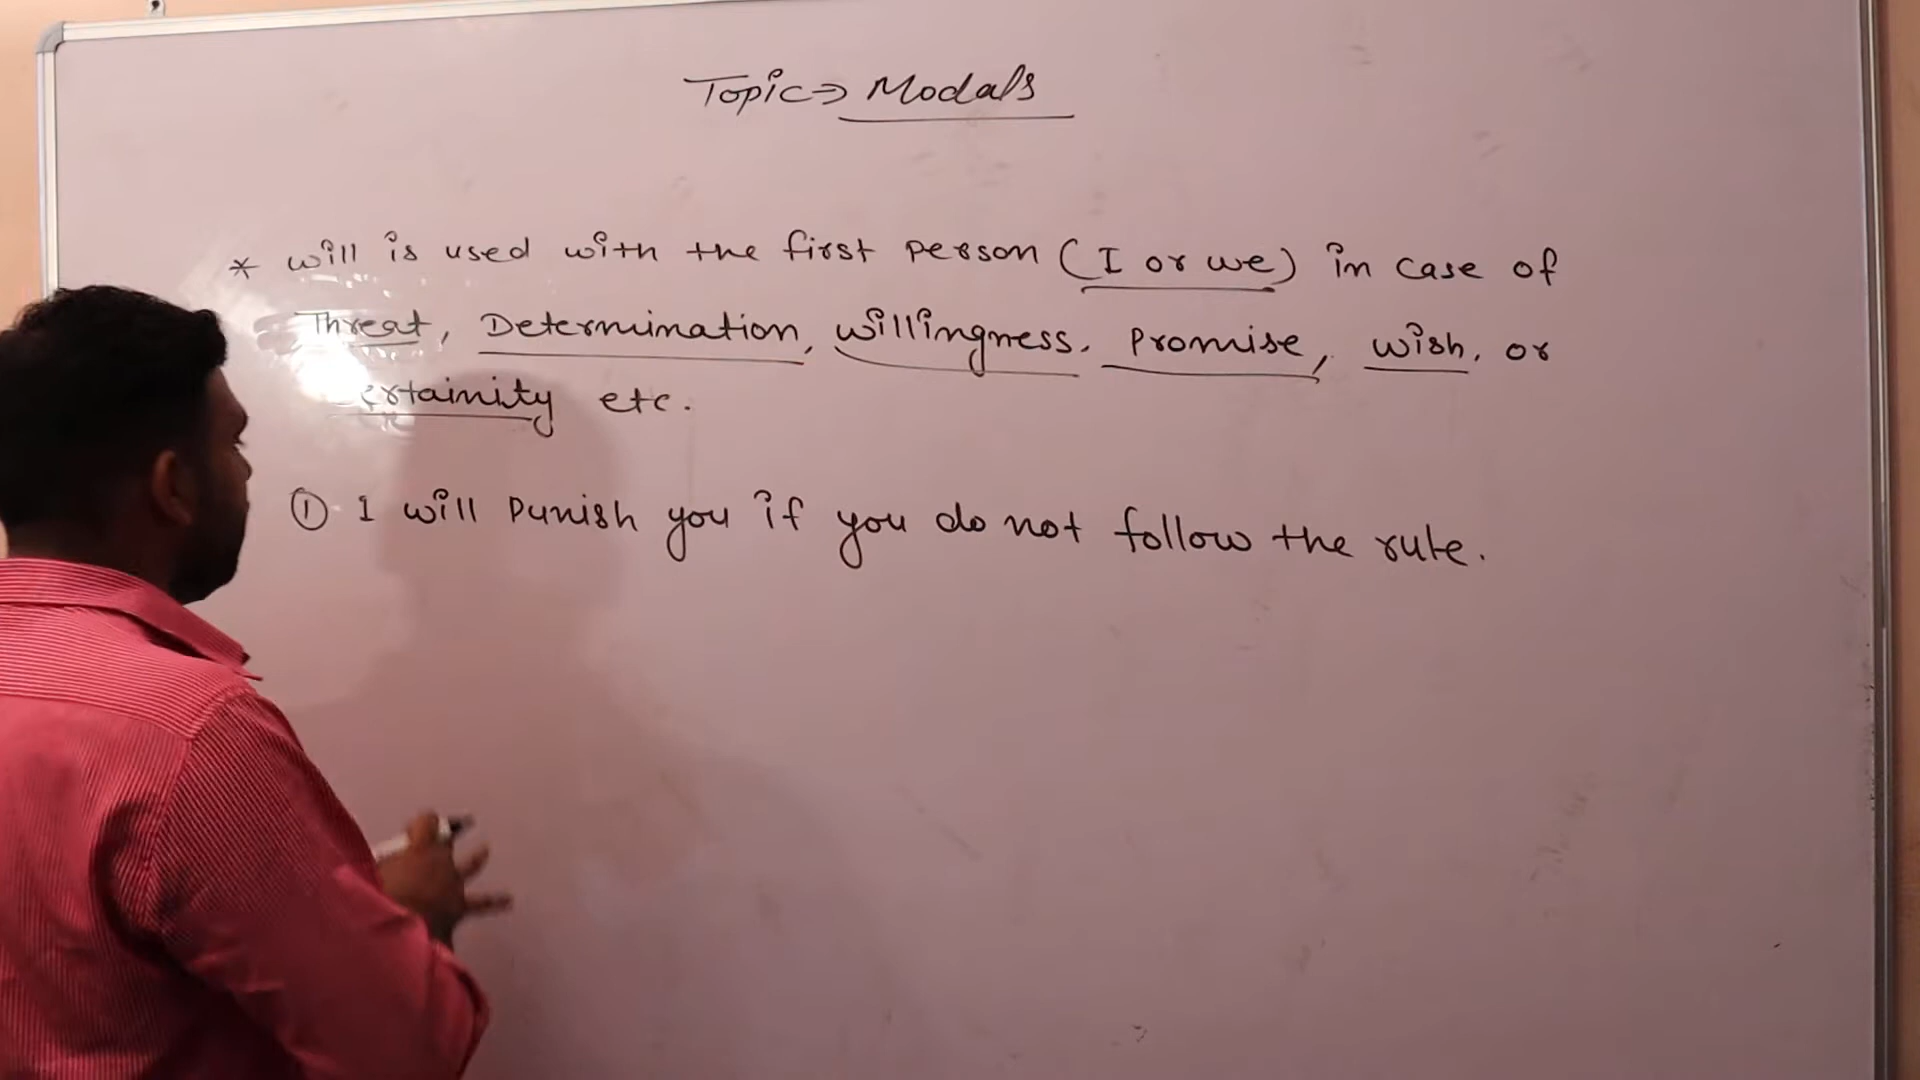 Topic⇒ Modals
* will is used with the first person (I or we) in case of
Threat, Determination, willingness, Promise, wish, or
certainity etc.
① I will Punish you if you do not follow the rule.